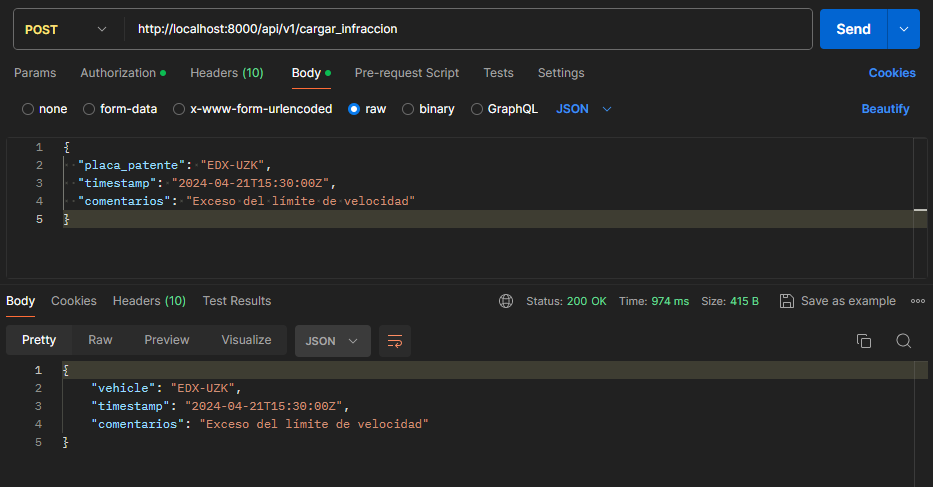 POST http://localhost:8000/api/v1/cargar_infraccion Send
Params Authorization Headers (10) Body Pre-request Script Tests Settings Cookies
none form-data x-www-form-urlencoded raw binary GraphQL JSON Beautify
1 {
2 "placa_patente": "EDX-UZK",
3 "timestamp": "2024-04-21T15:30:00Z",
4 "comentarios": "Exceso del límite de velocidad"
5 }
Body Cookies Headers (10) Test Results Status: 200 OK Time: 974 ms Size: 415 B Save as example
Pretty Raw Preview Visualize JSON
1 {
2 "vehicle": "EDX-UZK",
3 "timestamp": "2024-04-21T15:30:00Z",
4 "comentarios": "Exceso del límite de velocidad"
5 }